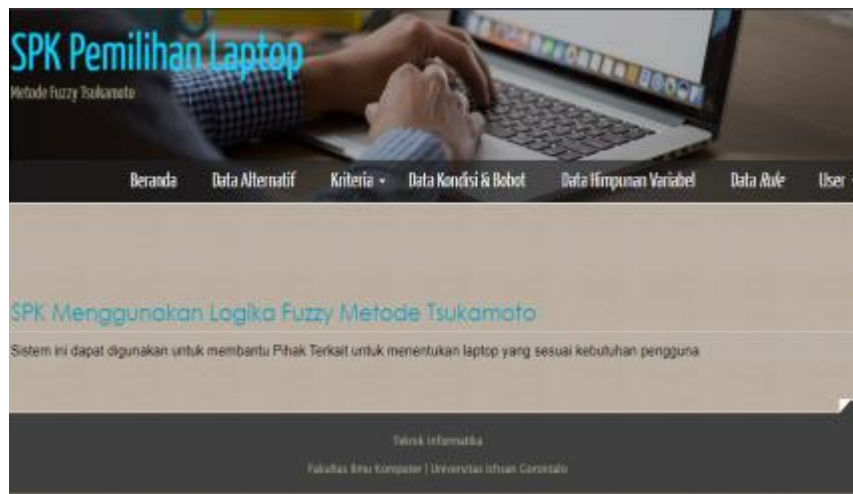 SPK Pemilihan Laptop
Metode Fuzzy Tsukamoto
Beranda Data Alternatif Kriteria Data Kondisi & Bobot Data Himpunan Variabel Data Rule User
SPK Menggunakan Logika Fuzzy Metode Tsukamoto
Sistem ini dapat digunakan untuk membantu Pihak Terkait untuk menentukan laptop yang sesuai kebutuhan pengguna
Teknik Informatika
Fakultas Ilmu Komputer | Universitas Ichsan Gorontalo